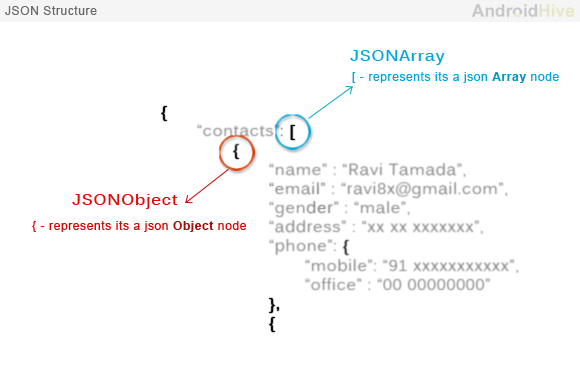 JSON Structure
AndroidHive
JSONArray
[ - represents its a json Array node
{
“contacts”: [
{
“name” : “Ravi Tamada”,
“email” : “ravi8x@gmail.com”,
“gender” : “male”,
“address” : “xx xx xxxxxxx”,
“phone”: {
“mobile”: “91 xxxxxxxxxxx”,
“office” : “00 00000000”
},
{
JSONObject
{ - represents its a json Object node